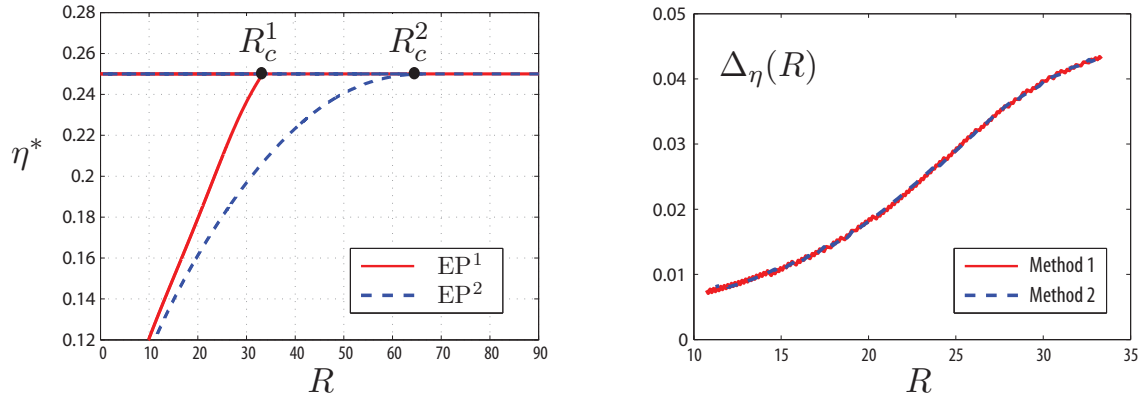 R_c^1
R_c^2
0.28
0.26
0.24
0.22
0.2
0.18
0.16
0.14
0.12
η*
EP^1
EP^2
0 10 20 30 40 50 60 70 80 90
R
0.05
0.04
0.03
0.02
0.01
0
Δ_η(R)
Method 1
Method 2
10 15 20 25 30 35
R